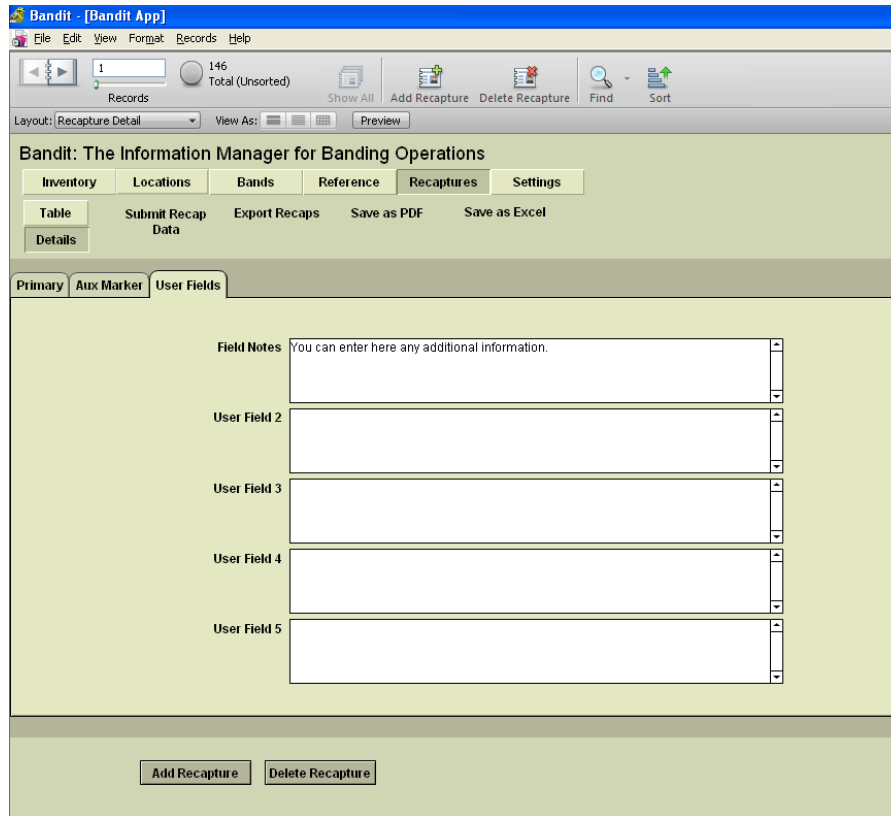 Bandit - [Bandit App]
File Edit View Format Records Help
1
146
Total (Unsorted)
Records
Show All Add Recapture Delete Recapture Find Sort
Layout: Recapture Detail View As: Preview
Bandit: The Information Manager for Banding Operations
Inventory Locations Bands Reference Recaptures Settings
Table Submit Recap Data Export Recaps Save as PDF Save as Excel
Details
Primary Aux Marker User Fields
Field Notes You can enter here any additional information.
User Field 2
User Field 3
User Field 4
User Field 5
Add Recapture Delete Recapture